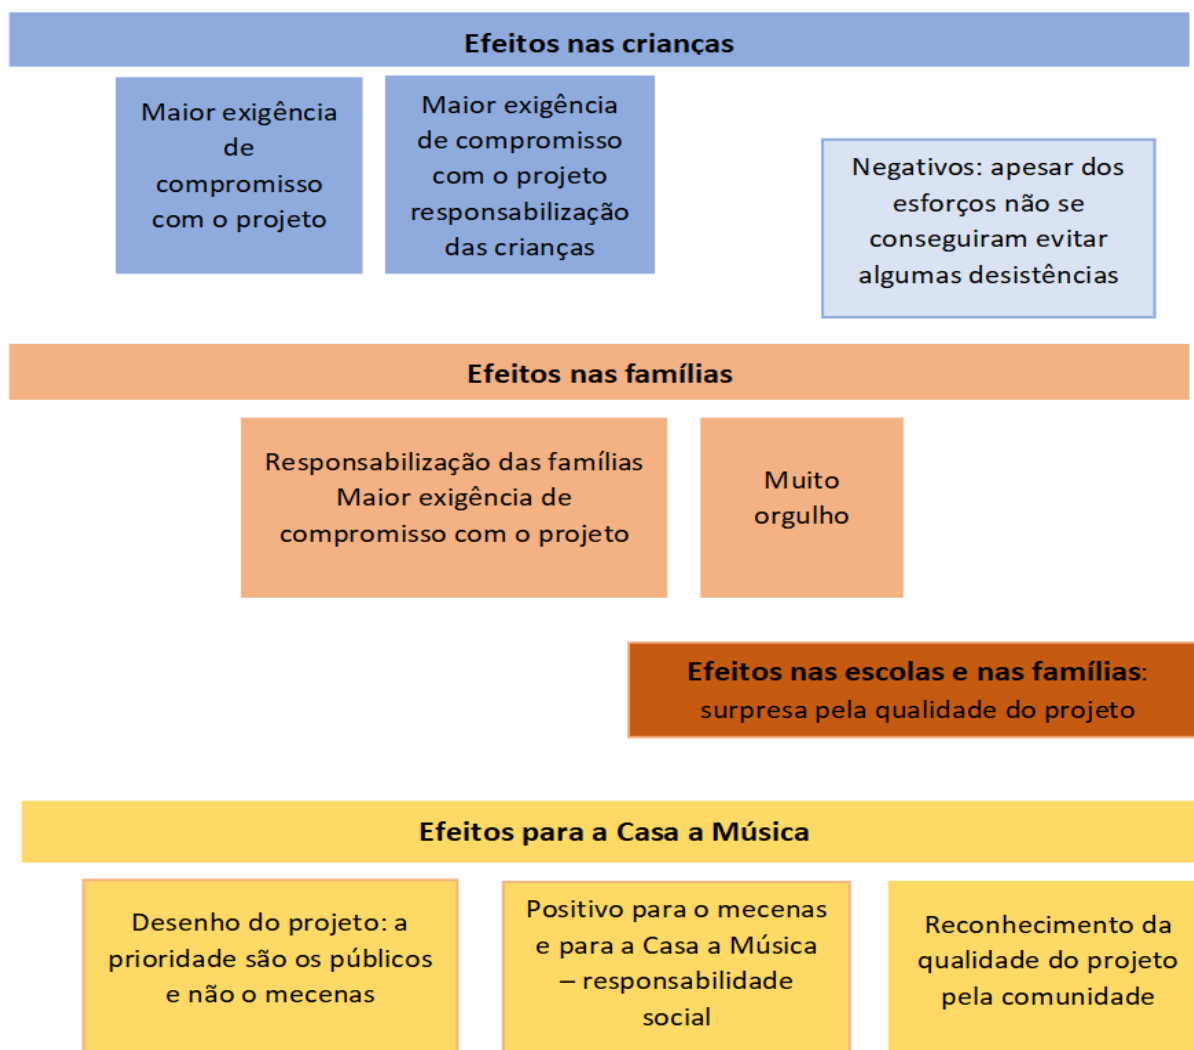 Efeitos nas crianças
Maior exigência
de
compromisso
com o projeto
Maior exigência
de compromisso
com o projeto
responsabilização
das crianças
Negativos: apesar dos
esforços não se
conseguiram evitar
algumas desistências
Efeitos nas famílias
Responsabilização das famílias
Maior exigência de
compromisso com o projeto
Muito
orgulho
Efeitos nas escolas e nas famílias:
surpresa pela qualidade do projeto
Efeitos para a Casa a Música
Desenho do projeto: a
prioridade são os públicos
e não o mecenas
Positivo para o mecenas
e para a Casa a Música
– responsabilidade
social
Reconhecimento da
qualidade do projeto
pela comunidade